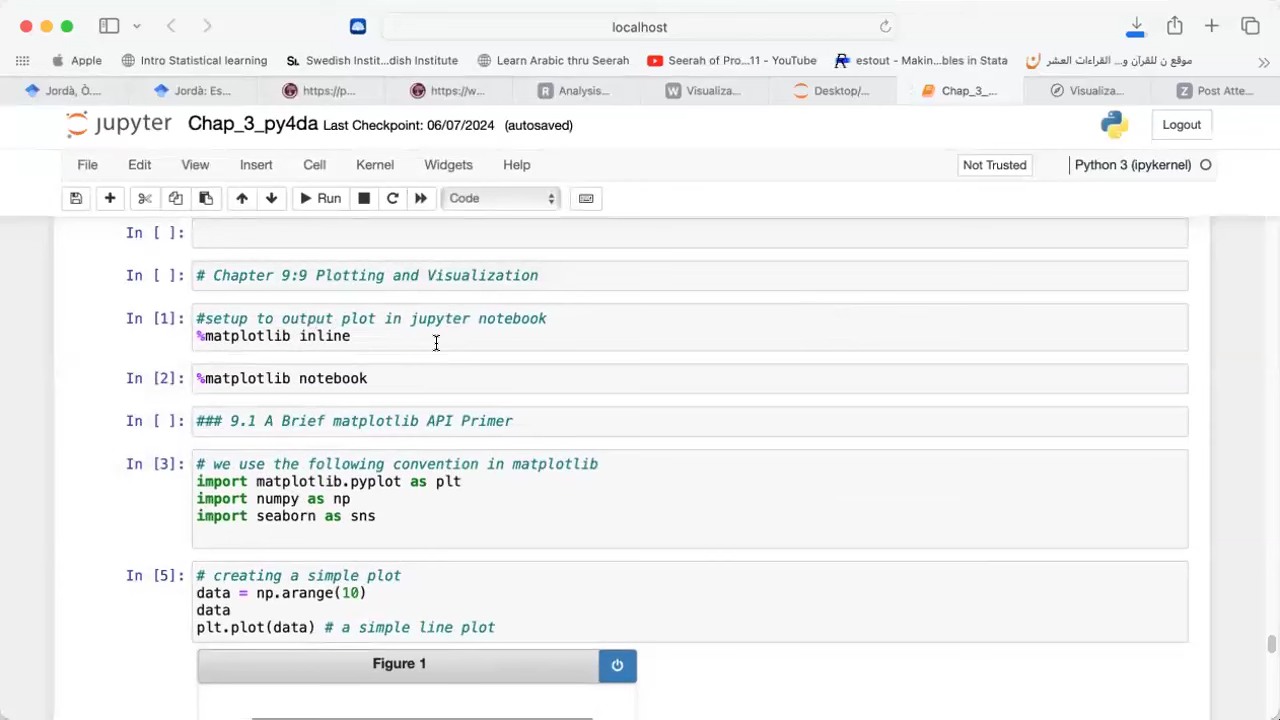 localhost
Apple
Intro Statistical learning
Swedish Instit...dish Institute
Learn Arabic thru Seerah
Seerah of Pro...11 - YouTube
estout - Makin...bles in Stata
موقع ن للقرآن و... القراءات العشر
Jordà, Ò....
Jordà: Es...
https://p...
https://w...
Analysis...
Visualiza...
Desktop/...
Chap_3_...
Visualiza...
Post Atte...
jupyter Chap_3_py4da Last Checkpoint: 06/07/2024 (autosaved)
Logout
File Edit View Insert Cell Kernel Widgets Help
Not Trusted
Python 3 (ipykernel)
Run
Code
In [ ]:
In [ ]: # Chapter 9:9 Plotting and Visualization
In [1]: #setup to output plot in jupyter notebook
%matplotlib inline
In [2]: %matplotlib notebook
In [ ]: ### 9.1 A Brief matplotlib API Primer
In [3]: # we use the following convention in matplotlib
import matplotlib.pyplot as plt
import numpy as np
import seaborn as sns
In [5]: # creating a simple plot
data = np.arange(10)
data
plt.plot(data) # a simple line plot
Figure 1